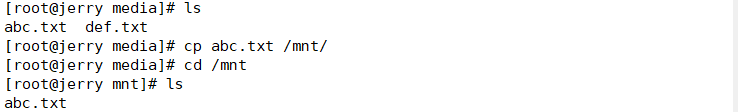 [root@jerry media]# ls
abc.txt  def.txt
[root@jerry media]# cp abc.txt /mnt/
[root@jerry media]# cd /mnt
[root@jerry mnt]# ls
abc.txt